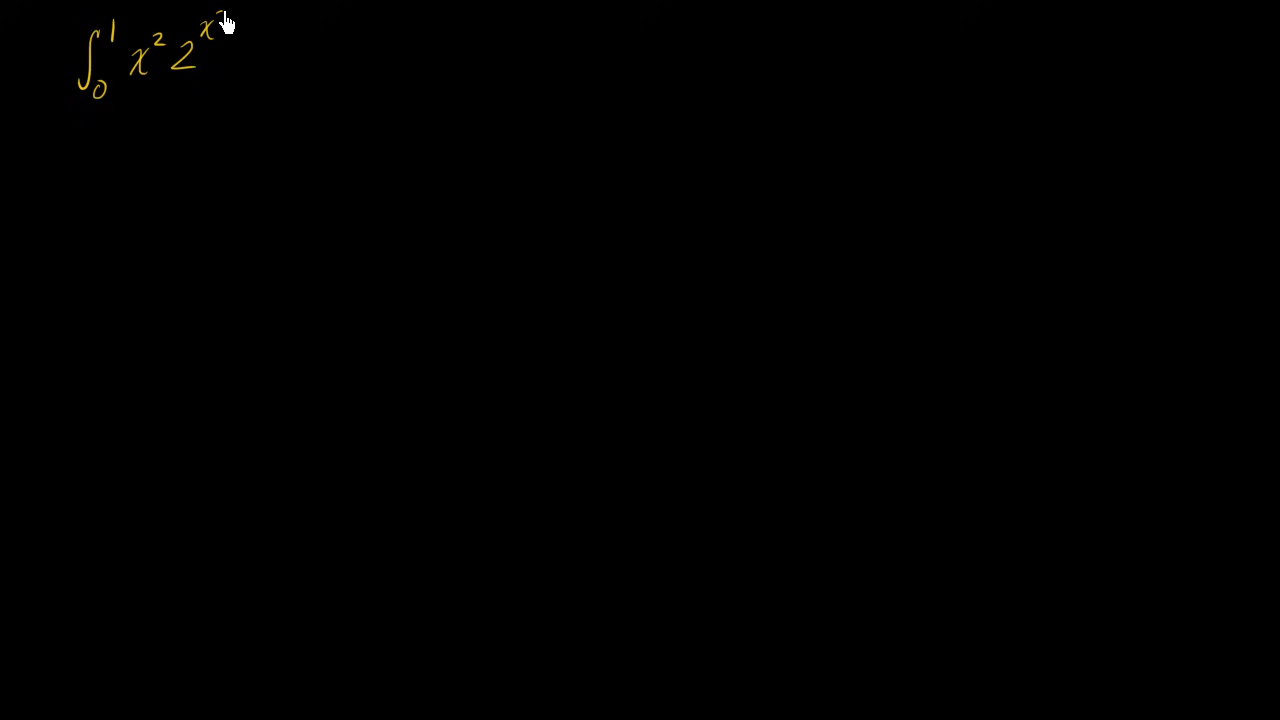 ∫₀¹ x² 2^x